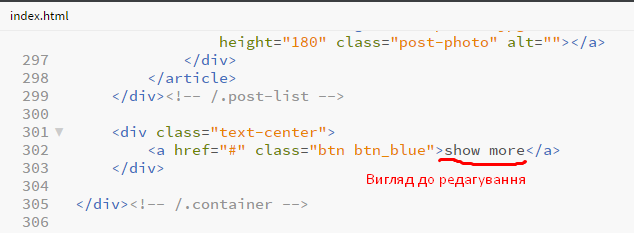 index.html
height="180" class="post-photo" alt=""></a>
297 </div>
298 </article>
299 </div><!-- /.post-list -->
300
301 <div class="text-center">
302 <a href="#" class="btn btn_blue">show more</a>
303 </div>
Вигляд до редагування
304
305 </div><!-- /.container -->
306